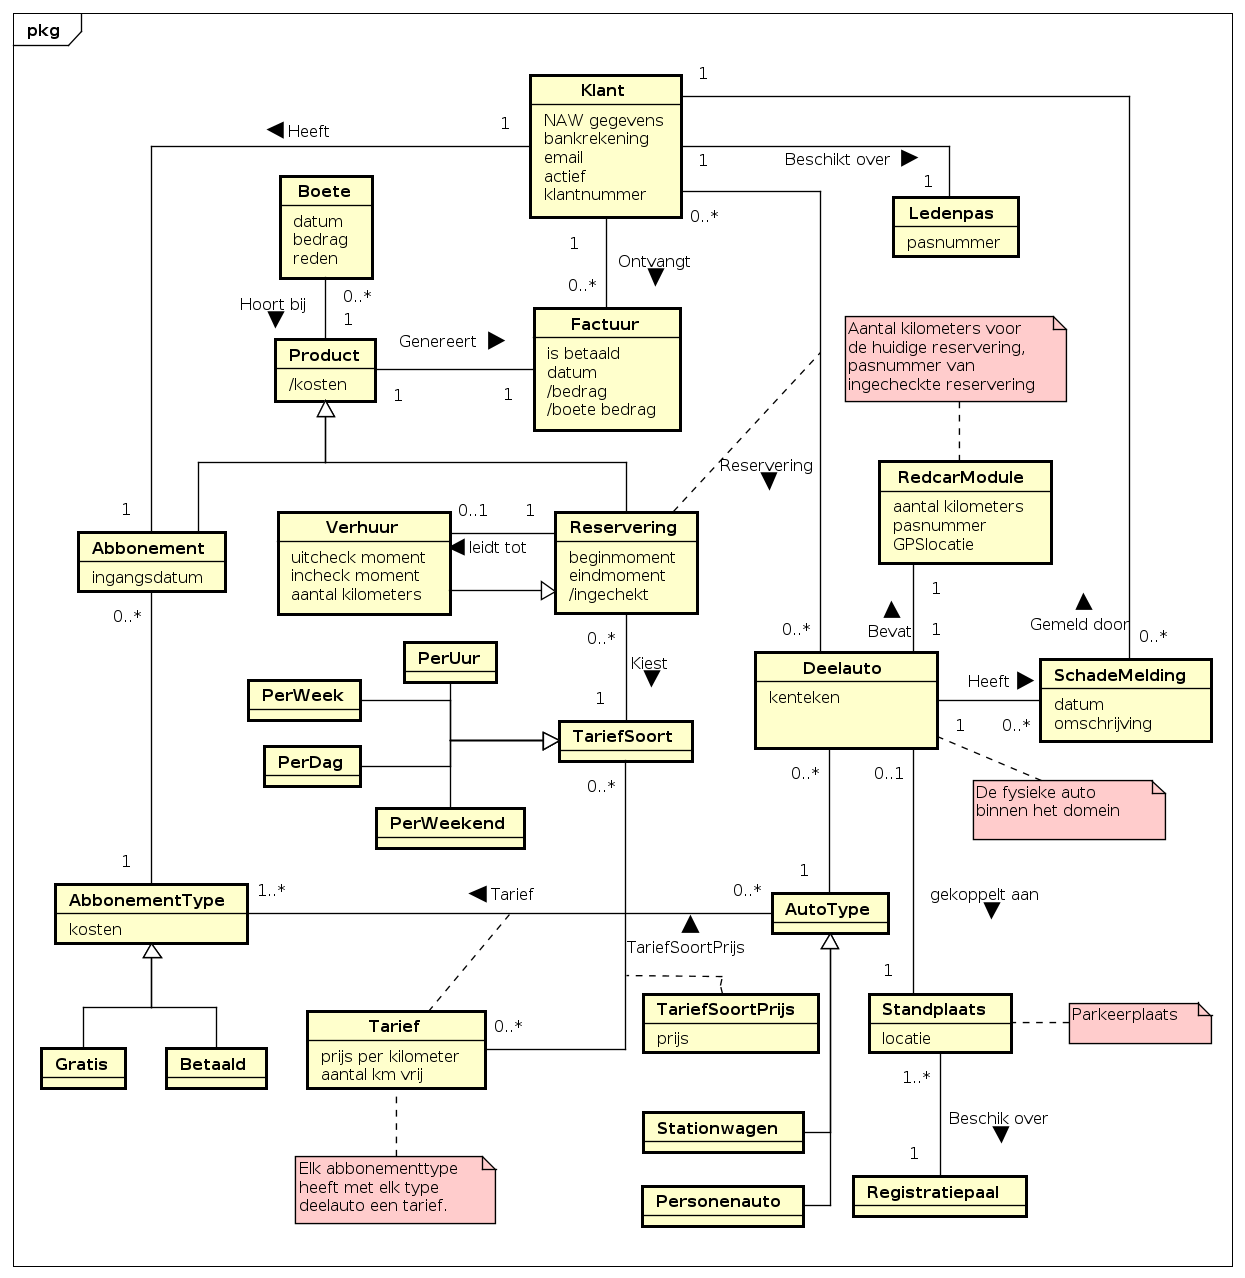 pkg
1
Klant
NAW gegevens
bankrekening
email
actief
klantnummer
Heeft
1
1
Beschikt over
1
0..*
Ledenpas
pasnummer
Boete
datum
bedrag
reden
1
Ontvangt
0..*
0..*
Hoort bij
1
Product
/kosten
Genereert
1
1
Factuur
is betaald
datum
/bedrag
/boete bedrag
Aantal kilometers voor
de huidige reservering,
pasnummer van
ingecheckte reservering
Reservering
RedcarModule
aantal kilometers
pasnummer
GPSlocatie
1
Abbonement
ingangsdatum
0..*
Verhuur
uitcheck moment
incheck moment
aantal kilometers
0..1
1
leidt tot
Reservering
beginmoment
eindmoment
/ingechekt
1
Bevat
1
0..*
Gemeld door
0..*
0..*
Kiest
1
PerUur
PerWeek
PerDag
PerWeekend
TariefSoort
0..*
Deelauto
kenteken
Heeft
1
0..*
SchadeMelding
datum
omschrijving
0..*
0..1
De fysieke auto
binnen het domein
1
AbbonementType
kosten
1..*
Tarief
0..*
1
AutoType
gekoppelt aan
TariefSoortPrijs
1
Gratis
Betaald
Tarief
prijs per kilometer
aantal km vrij
0..*
TariefSoortPrijs
prijs
Standplaats
locatie
Parkeerplaats
1..*
Beschik over
1
Stationwagen
Personenauto
Registratiepaal
Elk abbonementtype
heeft met elk type
deelauto een tarief.